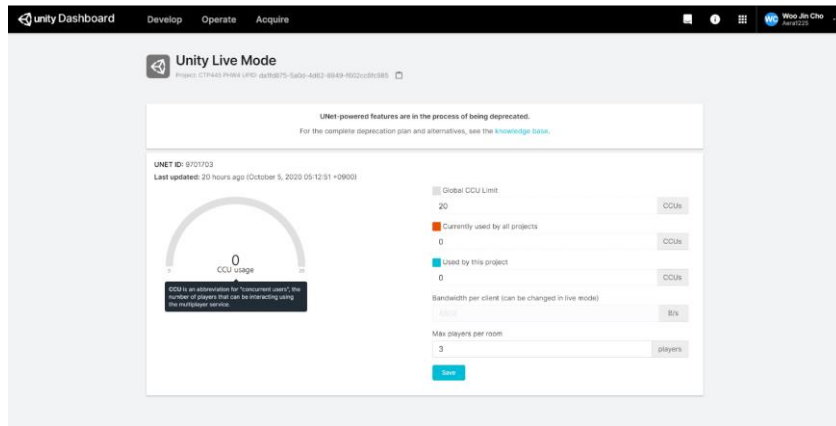 unity Dashboard Develop Operate Acquire
WC Woo Jin Cho
Aera1225
Unity Live Mode
UNet-powered features are in the process of being deprecated.
For the complete deprecation plan and alternatives, see the knowledge base.
UNET ID: 9701703
Last updated: 20 hours ago (October 5, 2020 05:12:51 +0900)
0
CCU usage
0 20
CCU is an abbreviation for "concurrent users", the
number of players that can be interacting using
the multiplayer service.
Global CCU Limit
20 CCUs
Currently used by all projects
0 CCUs
Used by this project
0 CCUs
Bandwidth per client (can be changed in live mode)
B/s
Max players per room
3 players
Save